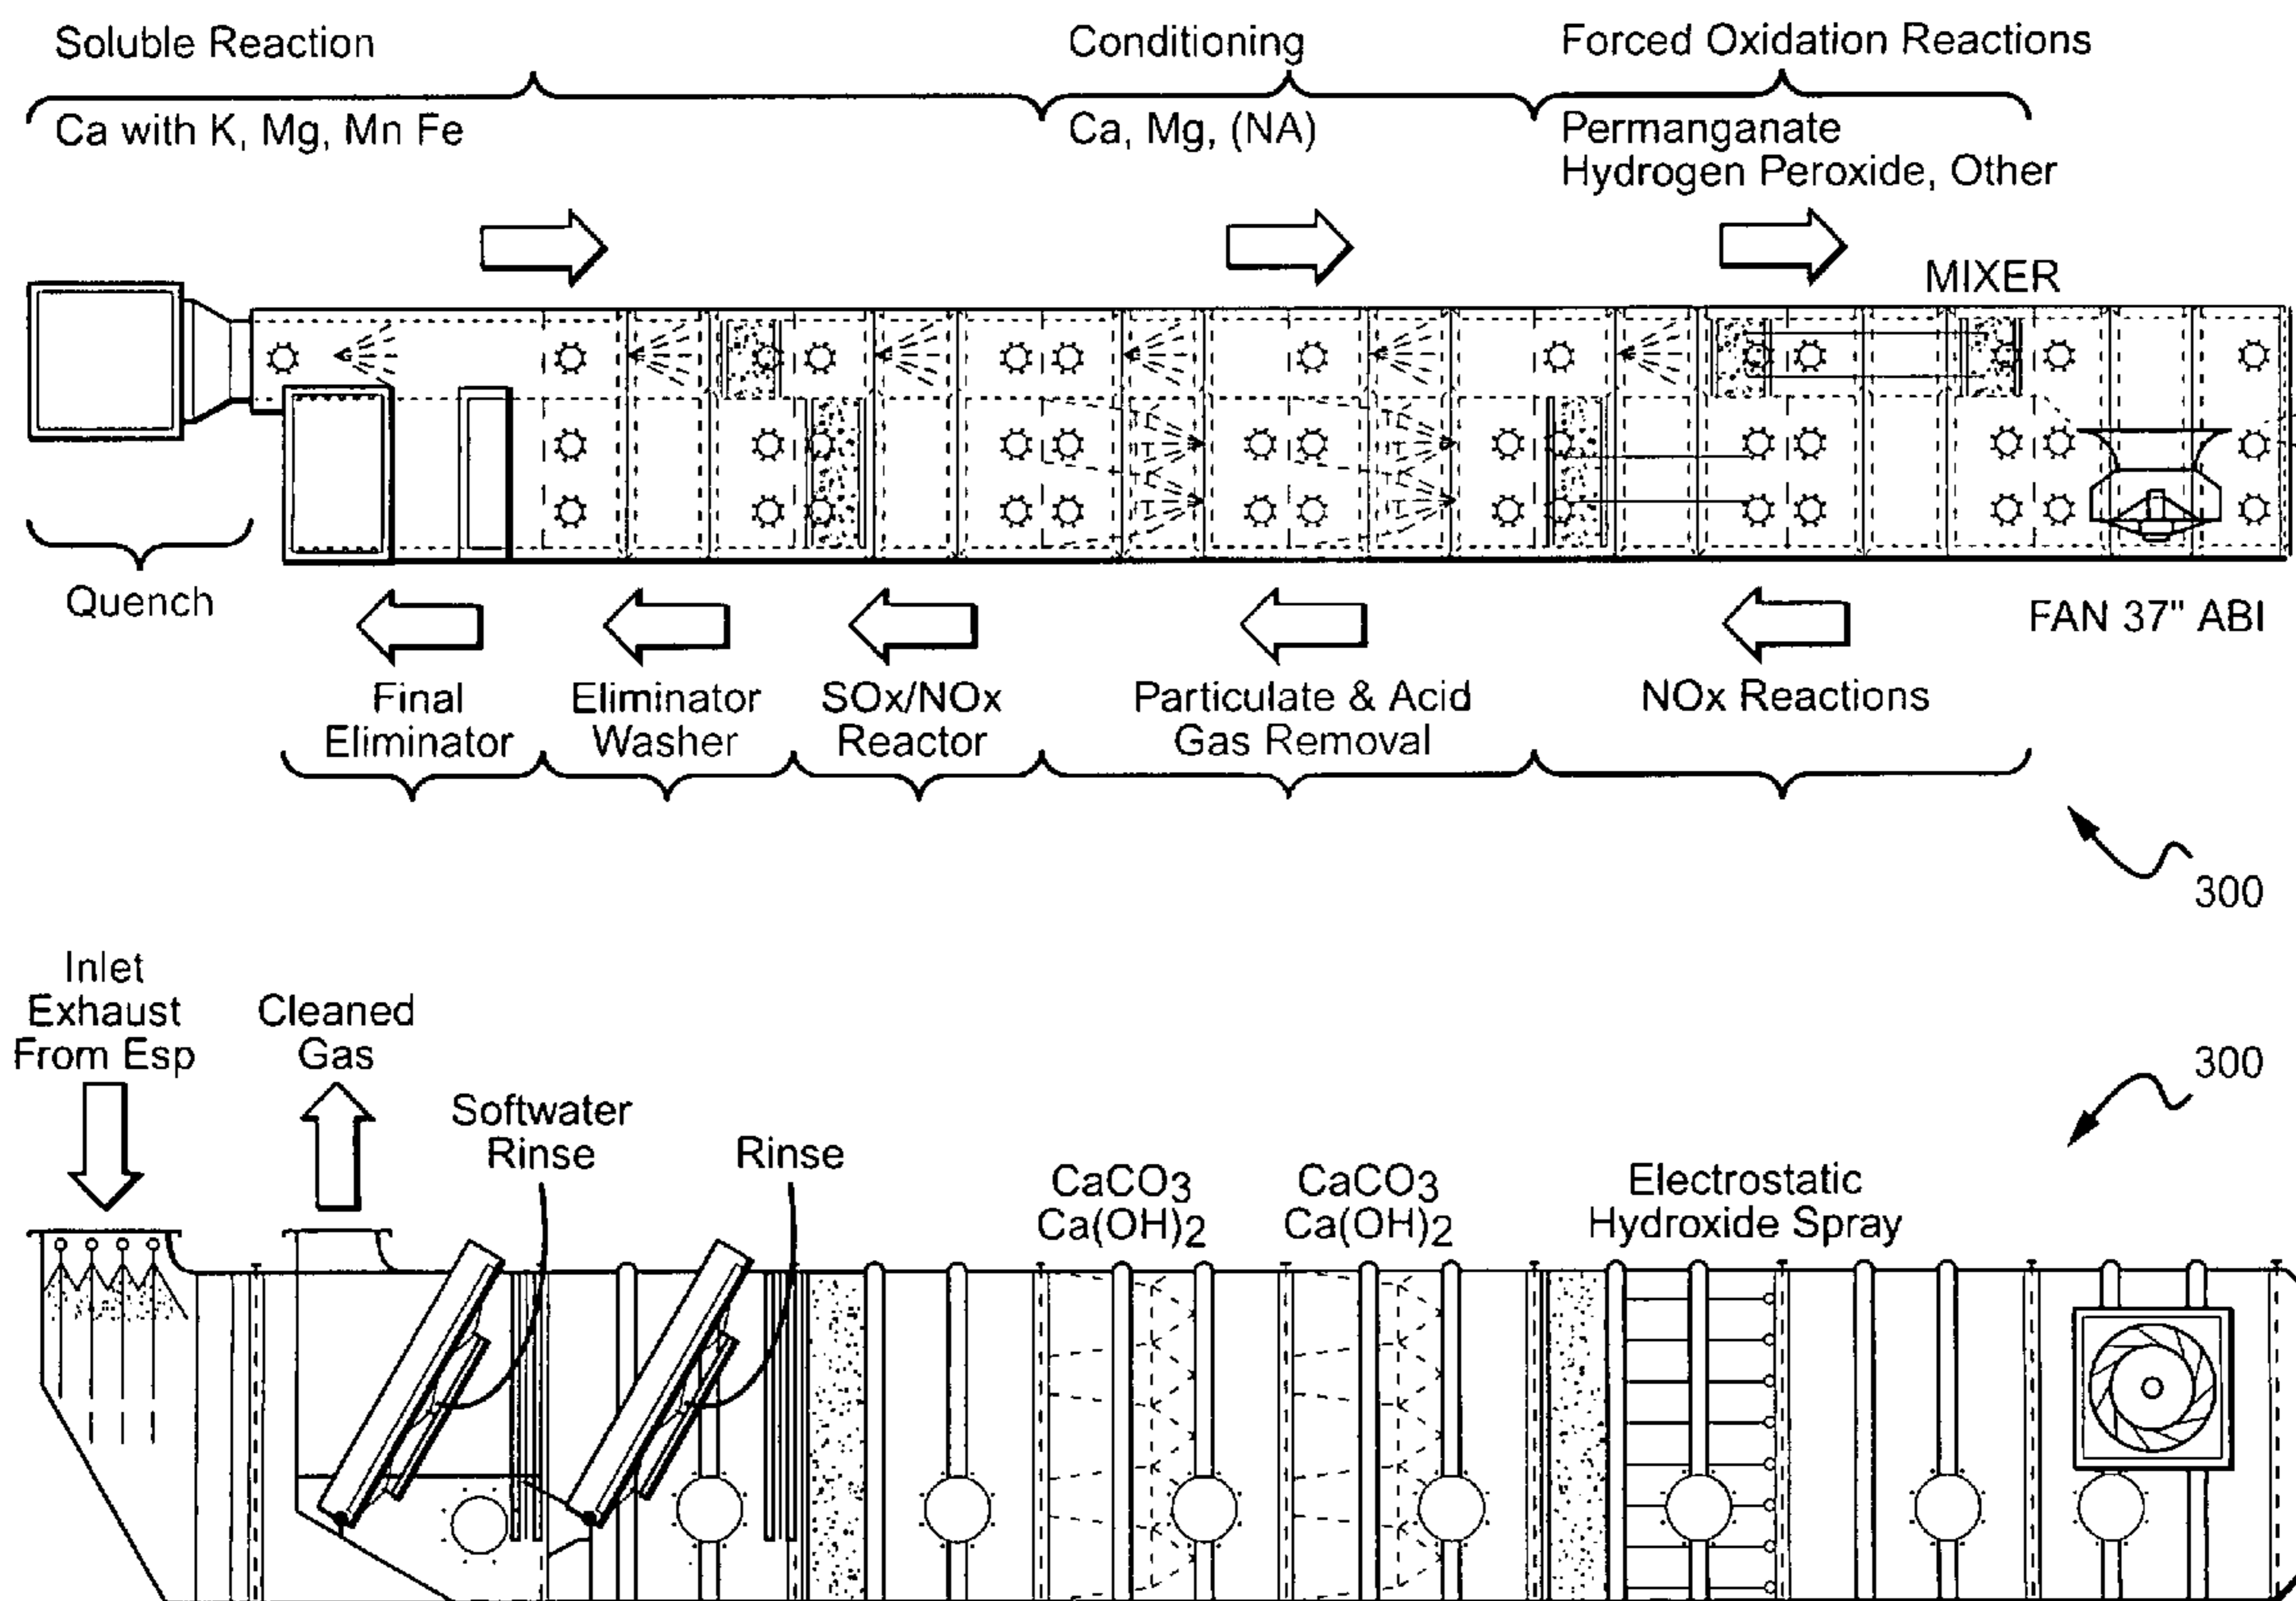 Soluble Reaction
Ca with K, Mg, Mn Fe
Conditioning
Ca, Mg, (NA)
Forced Oxidation Reactions
Permanganate
Hydrogen Peroxide, Other
MIXER
Quench
FAN 37" ABI
Final
Eliminator
Eliminator
Washer
SOx/NOx
Reactor
Particulate & Acid
Gas Removal
NOx Reactions
300
Inlet
Exhaust
From Esp
Cleaned
Gas
Softwater
Rinse
Rinse
CaCO3
Ca(OH)2
CaCO3
Ca(OH)2
Electrostatic
Hydroxide Spray
300